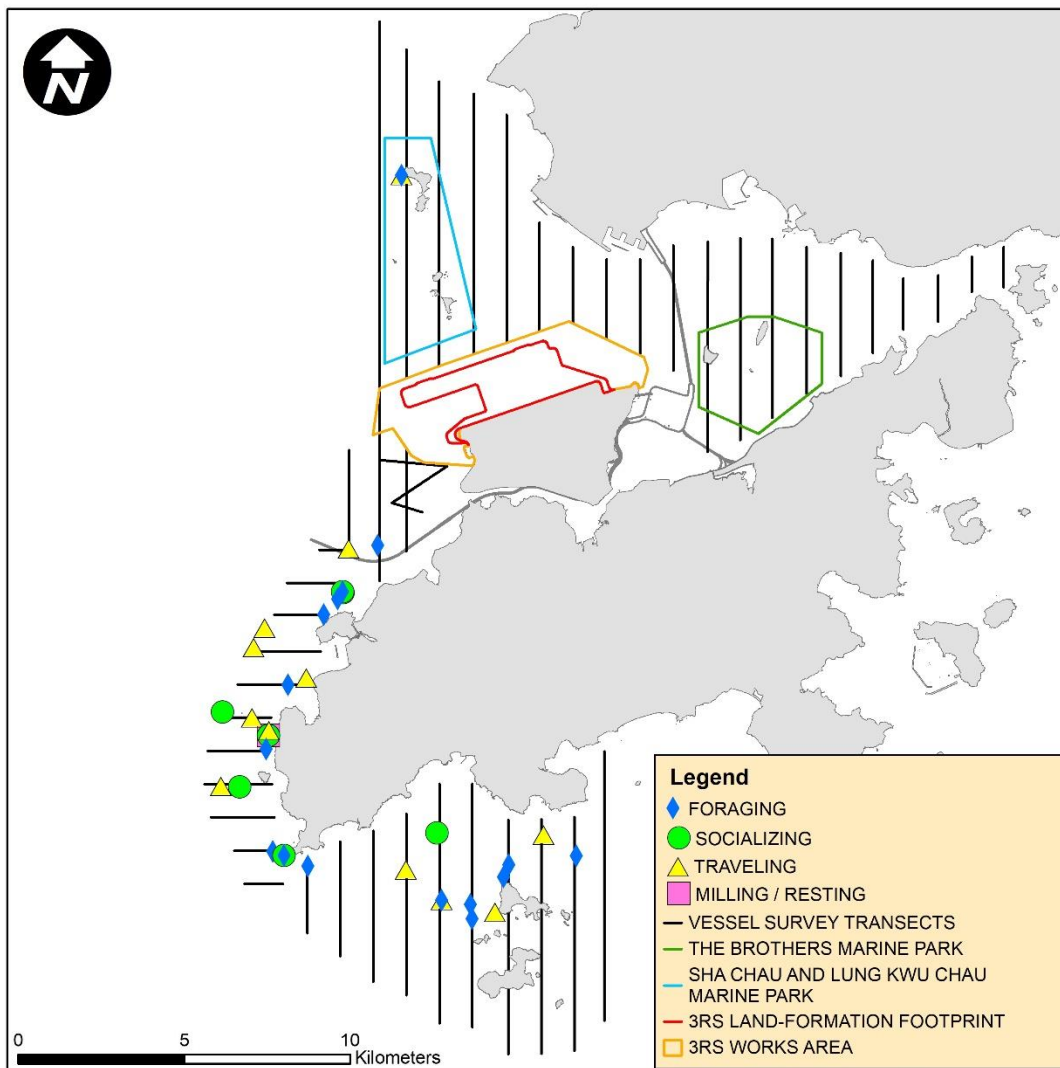 N
Legend
FORAGING
SOCIALIZING
TRAVELING
MILLING / RESTING
VESSEL SURVEY TRANSECTS
THE BROTHERS MARINE PARK
SHA CHAU AND LUNG KWU CHAU
MARINE PARK
3RS LAND-FORMATION FOOTPRINT
3RS WORKS AREA
0 5 10
Kilometers